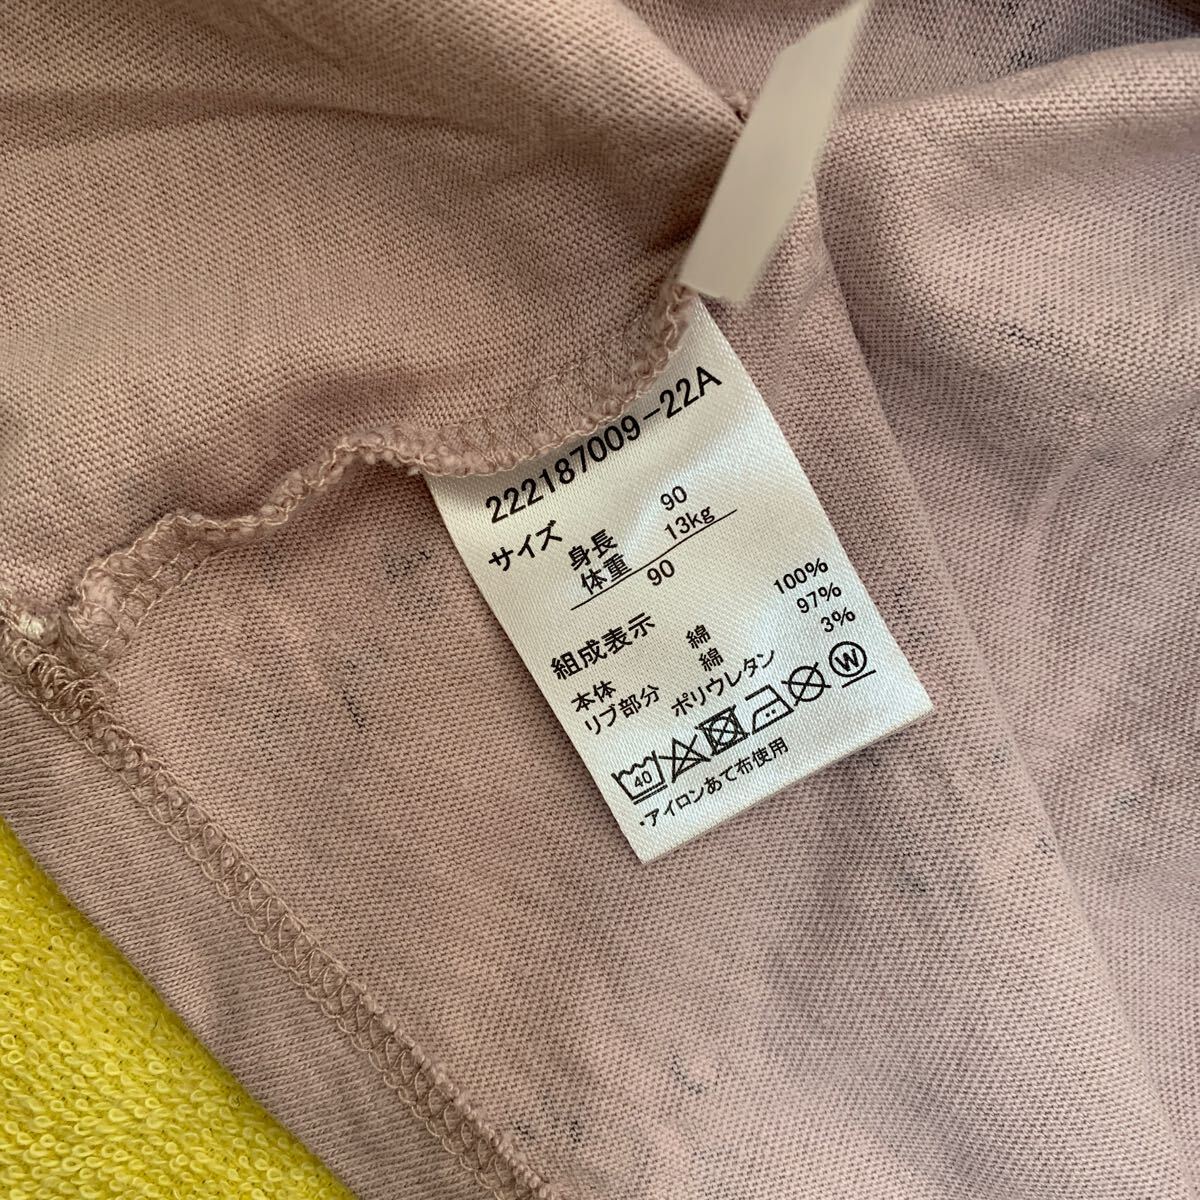 222187009-22A
サイズ
身長 90
体重 13kg
90
組成表示
本体 綿 100%
リブ部分 綿 97%
ポリウレタン 3%
40 W
・アイロンあて布使用